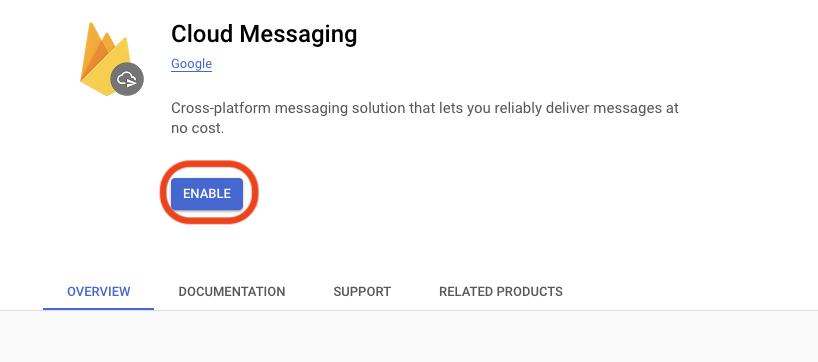 Cloud Messaging
Google
Cross-platform messaging solution that lets you reliably deliver messages at
no cost.
ENABLE
OVERVIEW DOCUMENTATION SUPPORT RELATED PRODUCTS